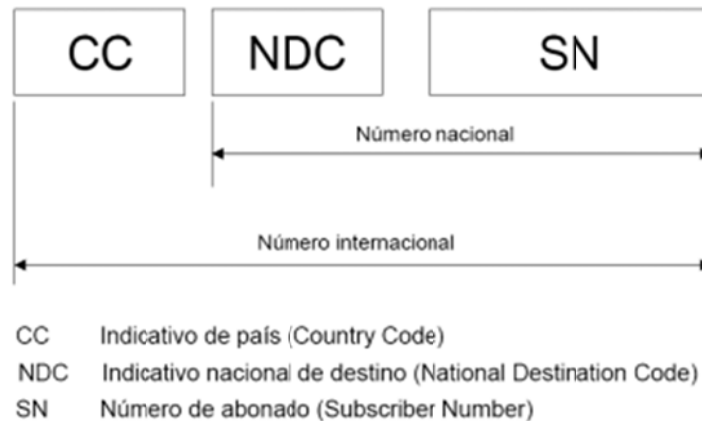 CC NDC SN
Número nacional
Número internacional
CC Indicativo de país (Country Code)
NDC Indicativo nacional de destino (National Destination Code)
SN Número de abonado (Subscriber Number)